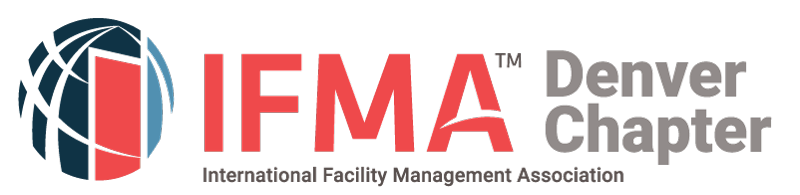 IFMA™ Denver
Chapter
International Facility Management Association